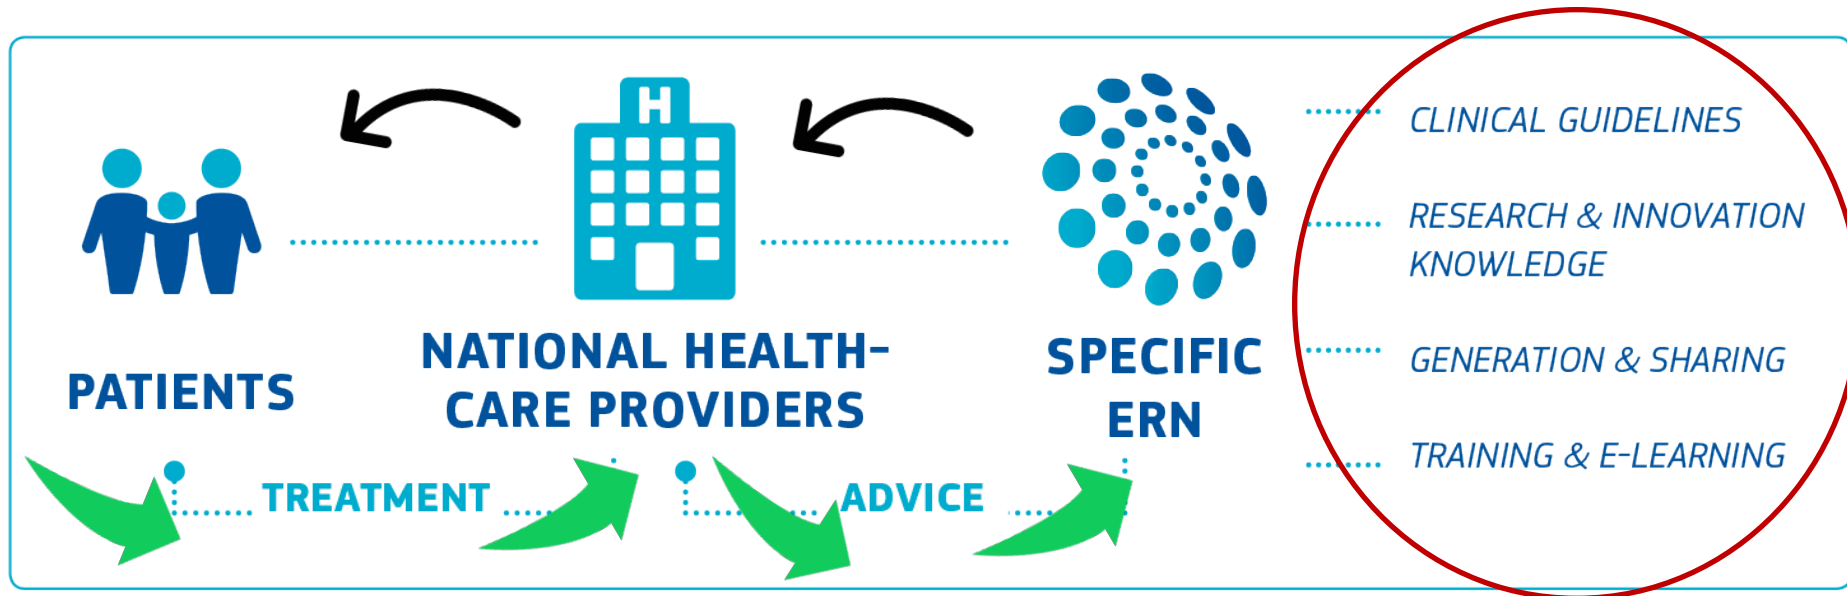 H
PATIENTS
NATIONAL HEALTH-
CARE PROVIDERS
SPECIFIC
ERN
TREATMENT
ADVICE
CLINICAL GUIDELINES
RESEARCH & INNOVATION
KNOWLEDGE
GENERATION & SHARING
TRAINING & E-LEARNING